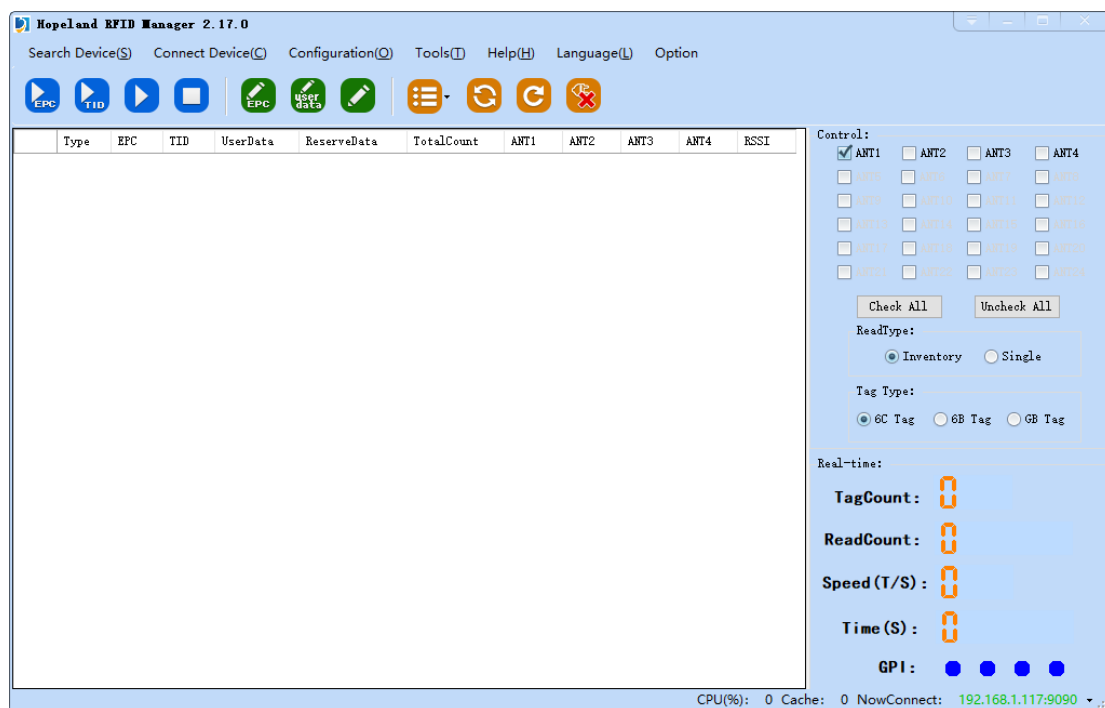 Hopeland RFID Manager 2.17.0
Search Device(S) Connect Device(C) Configuration(O) Tools(T) Help(H) Language(L) Option
EPC TID EPC user data
Type EPC TID UserData ReserveData TotalCount ANT1 ANT2 ANT3 ANT4 RSSI
Control:
ANT1 ANT2 ANT3 ANT4
Check All Uncheck All
ReadType:
Inventory Single
Tag Type:
6C Tag 6B Tag GB Tag
Real-time:
TagCount: 0
ReadCount: 0
Speed(T/S): 0
Time(S): 0
GPI:
CPU(%): 0 Cache: 0 NowConnect: 192.168.1.117:9090